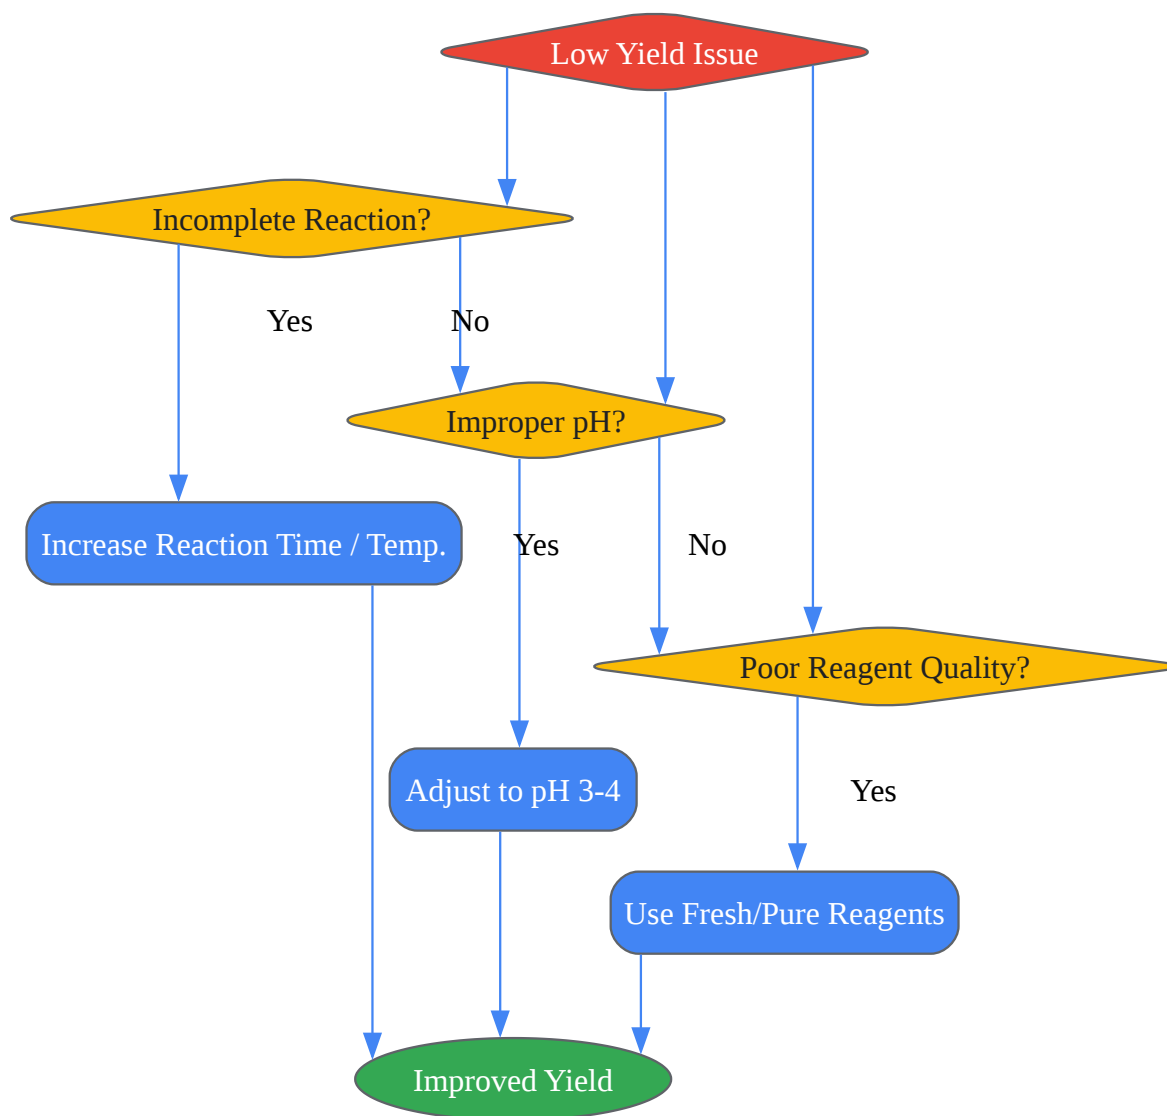 Low Yield Issue
Incomplete Reaction?
Yes
No
Improper pH?
Increase Reaction Time / Temp.
Yes
No
Poor Reagent Quality?
Adjust to pH 3-4
Yes
Use Fresh/Pure Reagents
Improved Yield